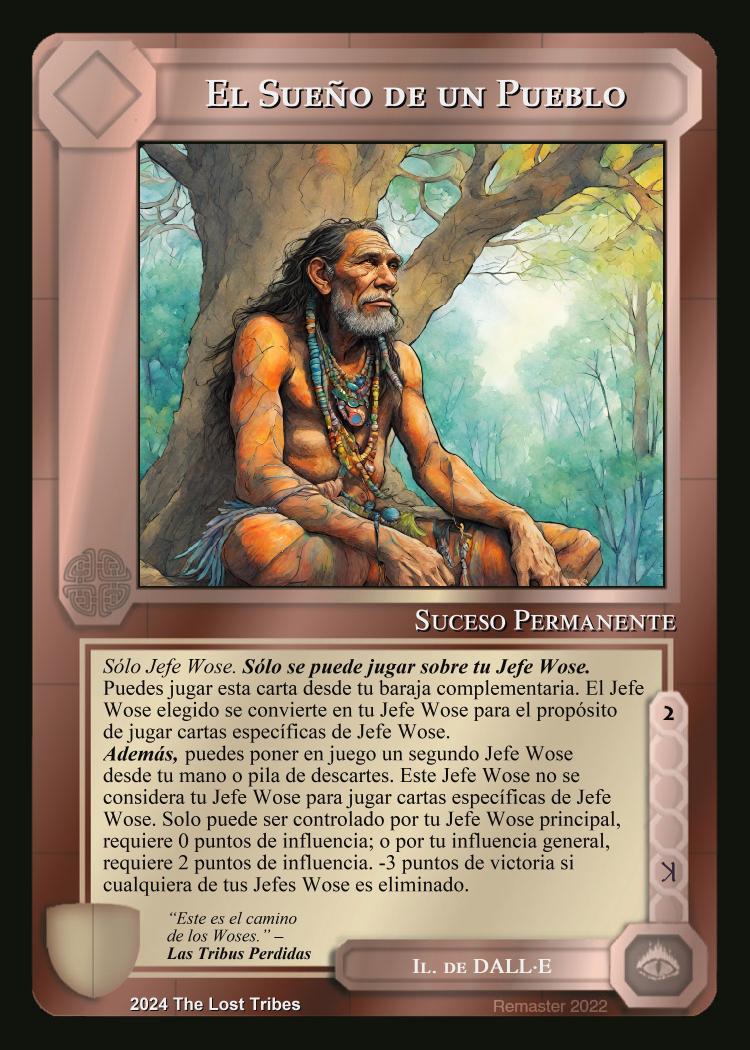 El Sueño de un Pueblo
Suceso Permanente
Sólo Jefe Wose. Sólo se puede jugar sobre tu Jefe Wose.
Puedes jugar esta carta desde tu baraja complementaria. El Jefe
Wose elegido se convierte en tu Jefe Wose para el propósito
de jugar cartas específicas de Jefe Wose.
Además, puedes poner en juego un segundo Jefe Wose
desde tu mano o pila de descartes. Este Jefe Wose no se
considera tu Jefe Wose para jugar cartas específicas de Jefe
Wose. Solo puede ser controlado por tu Jefe Wose principal,
requiere 0 puntos de influencia; o por tu influencia general,
requiere 2 puntos de influencia. -3 puntos de victoria si
cualquiera de tus Jefes Wose es eliminado.
2
“Este es el camino
de los Woses.” –
Las Tribus Perdidas
Il. de DALL·E
2024 The Lost Tribes
Remaster 2022